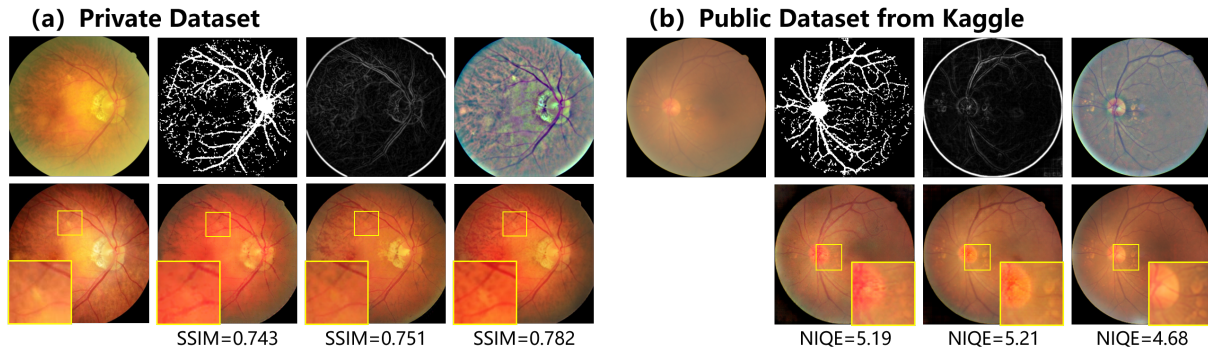 (a) Private Dataset
(b) Public Dataset from Kaggle
SSIM=0.743
SSIM=0.751
SSIM=0.782
NIQE=5.19
NIQE=5.21
NIQE=4.68